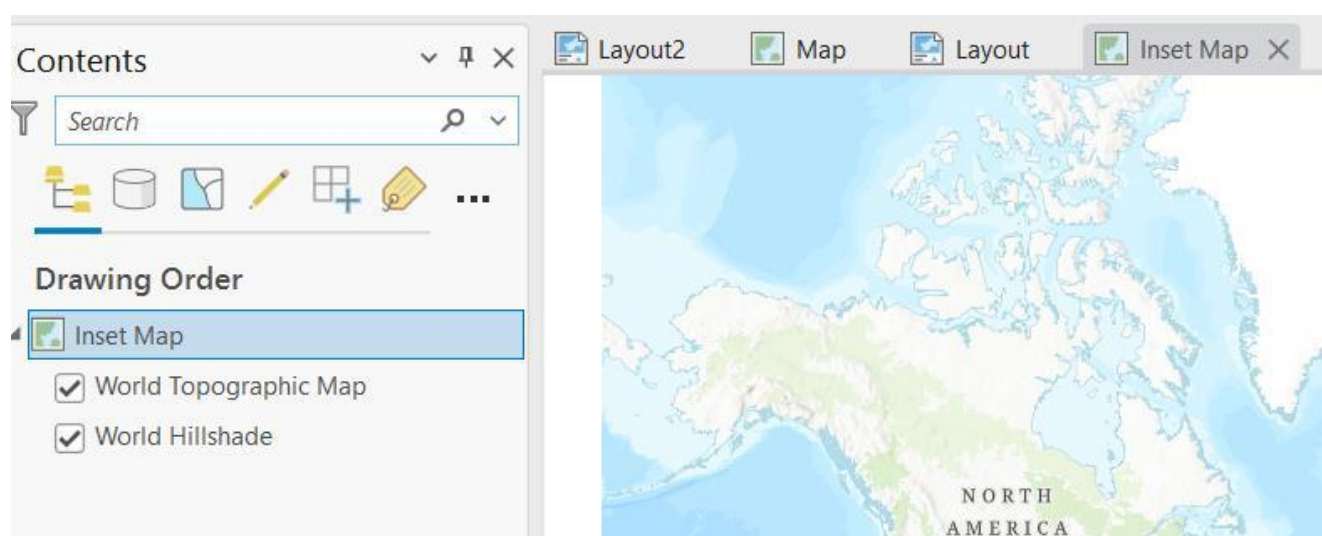 Contents
Search
...
Drawing Order
Inset Map
World Topographic Map
World Hillshade
Layout2 Map Layout Inset Map
NORTH
AMERICA